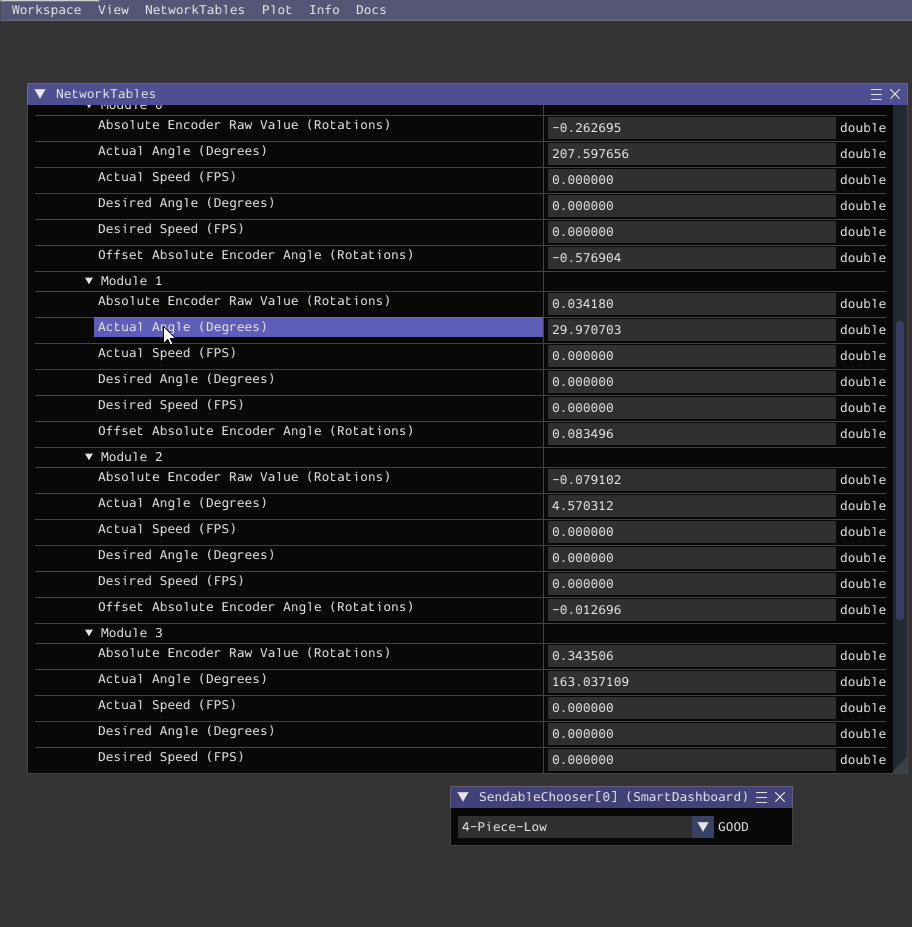 Workspace View NetworkTables Plot Info Docs
NetworkTables
Module 0
Absolute Encoder Raw Value (Rotations) -0.262695 double
Actual Angle (Degrees) 207.597656 double
Actual Speed (FPS) 0.000000 double
Desired Angle (Degrees) 0.000000 double
Desired Speed (FPS) 0.000000 double
Offset Absolute Encoder Angle (Rotations) -0.576904 double
Module 1
Absolute Encoder Raw Value (Rotations) 0.034180 double
Actual Angle (Degrees) 29.970703 double
Actual Speed (FPS) 0.000000 double
Desired Angle (Degrees) 0.000000 double
Desired Speed (FPS) 0.000000 double
Offset Absolute Encoder Angle (Rotations) 0.083496 double
Module 2
Absolute Encoder Raw Value (Rotations) -0.079102 double
Actual Angle (Degrees) 4.570312 double
Actual Speed (FPS) 0.000000 double
Desired Angle (Degrees) 0.000000 double
Desired Speed (FPS) 0.000000 double
Offset Absolute Encoder Angle (Rotations) -0.012696 double
Module 3
Absolute Encoder Raw Value (Rotations) 0.343506 double
Actual Angle (Degrees) 163.037109 double
Actual Speed (FPS) 0.000000 double
Desired Angle (Degrees) 0.000000 double
Desired Speed (FPS) 0.000000 double
SendableChooser[0] (SmartDashboard)
4-Piece-Low GOOD